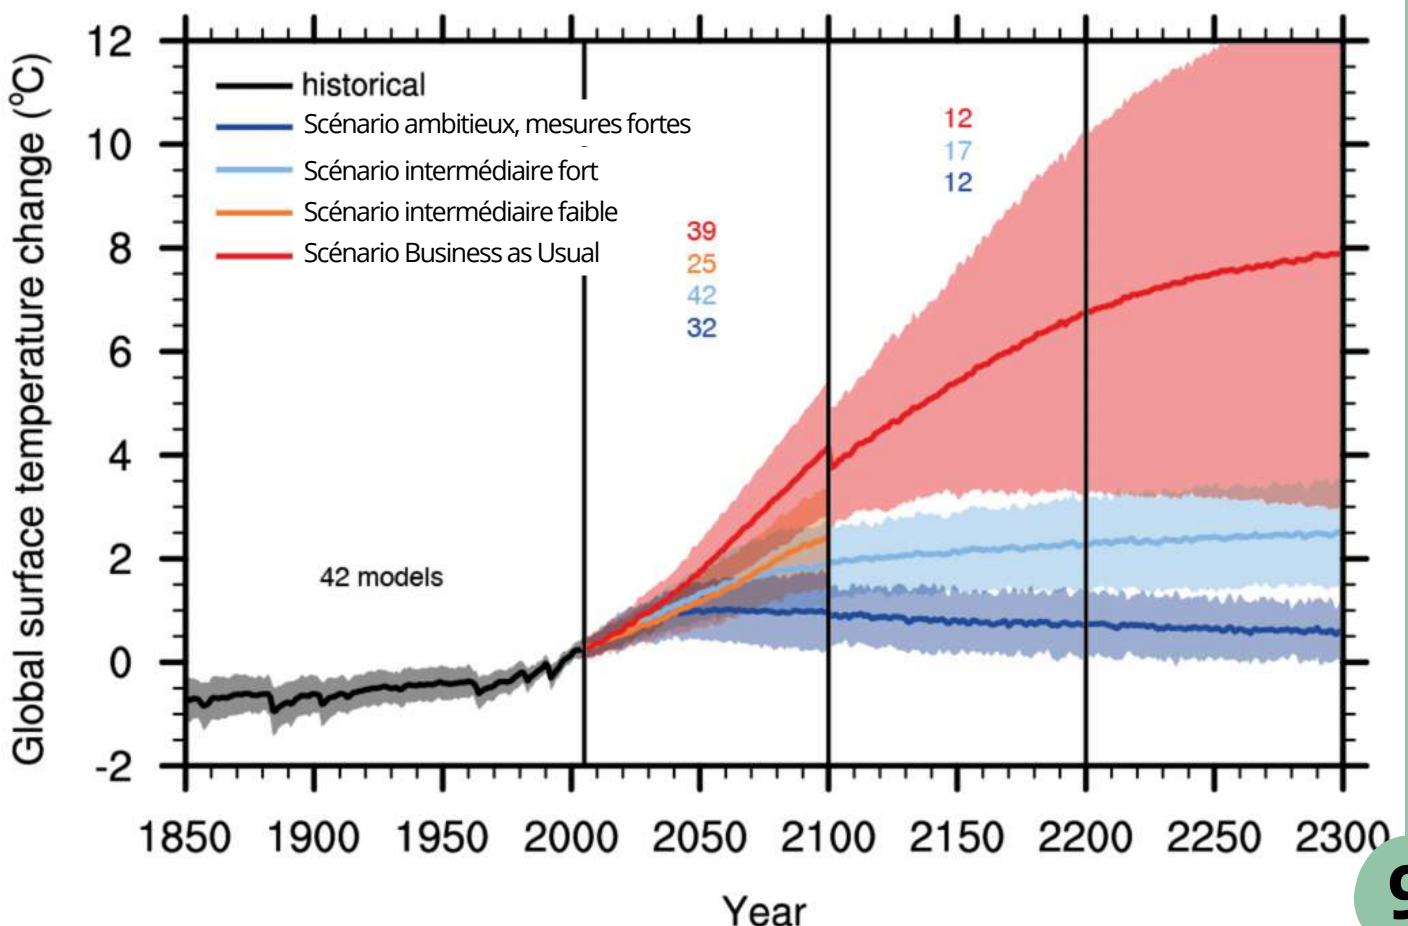 Global surface temperature change (°C)
12
10
8
6
4
2
0
-2
historical
Scénario ambitieux, mesures fortes
Scénario intermédiaire fort
Scénario intermédiaire faible
Scénario Business as Usual
39
25
42
32
12
17
12
42 models
1850 1900 1950 2000 2050 2100 2150 2200 2250 2300
Year
9